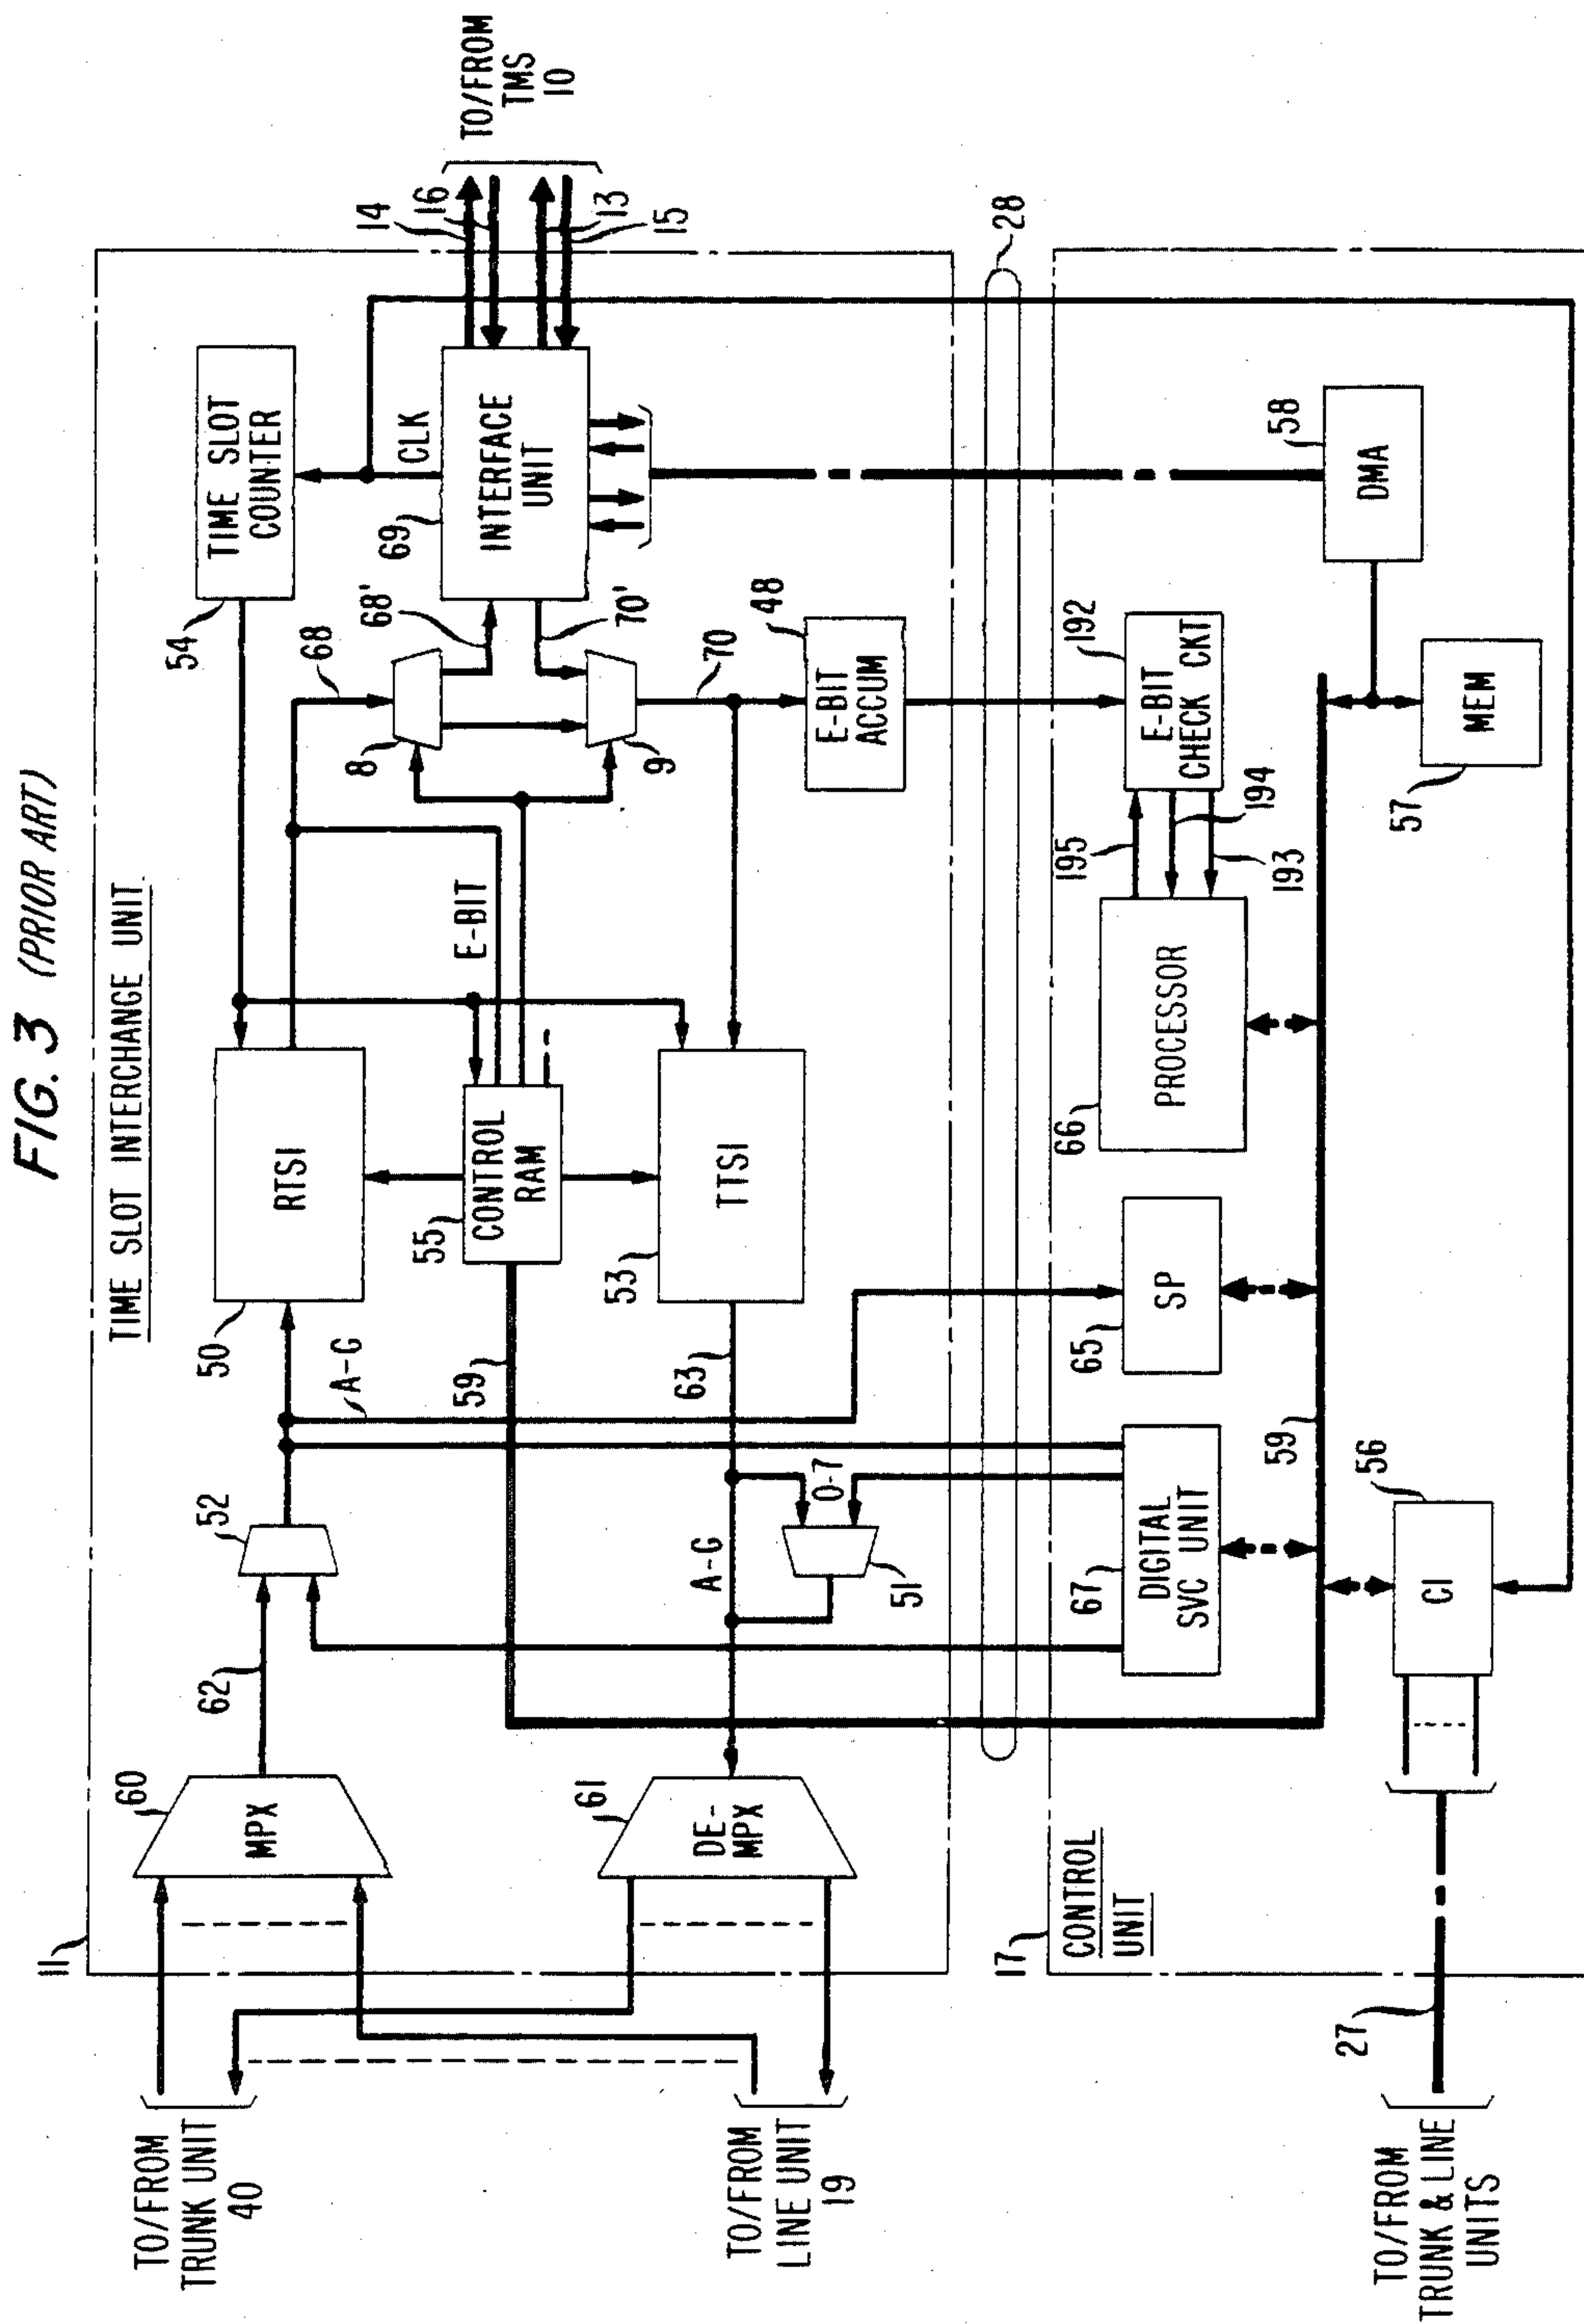 FIG. 3 (PRIOR ART)
TIME SLOT INTERCHANGE UNIT
11
TO/FROM
TRUNK UNIT
40
TO/FROM
LINE UNIT
19
60
MPX
62
52
A-G
50
RTSI
54
TIME SLOT
COUNTER
68
68'
8
69
INTERFACE
UNIT
CLK
14
16
13
15
TO/FROM
TMS
10
E-BIT
55
CONTROL
RAM
59
70'
9
70
48
E-BIT
ACCUM
53
TTSI
63
A-G
0-7
51
61
DE-
MPX
28
17
CONTROL
UNIT
67
DIGITAL
SVC UNIT
65
SP
66
PROCESSOR
195
194
193
192
E-BIT
CHECK CKT
58
DMA
57
MEM
59
56
CI
27
TO/FROM
TRUNK & LINE
UNITS